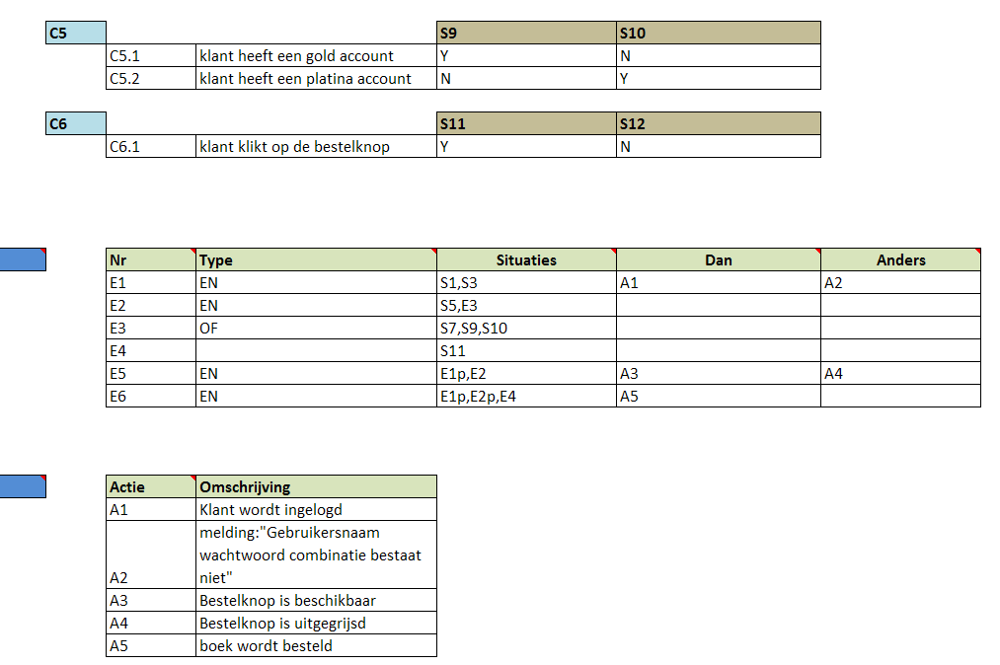 C5 S9 S10
C5.1 klant heeft een gold account Y N
C5.2 klant heeft een platina account N Y
C6 S11 S12
C6.1 klant klikt op de bestelknop Y N
Nr Type Situaties Dan Anders
E1 EN S1,S3 A1 A2
E2 EN S5,E3
E3 OF S7,S9,S10
E4 S11
E5 EN E1p,E2 A3 A4
E6 EN E1p,E2p,E4 A5
Actie Omschrijving
A1 Klant wordt ingelogd
melding:"Gebruikersnaam
wachtwoord combinatie bestaat
A2 niet"
A3 Bestelknop is beschikbaar
A4 Bestelknop is uitgegrijsd
A5 boek wordt besteld